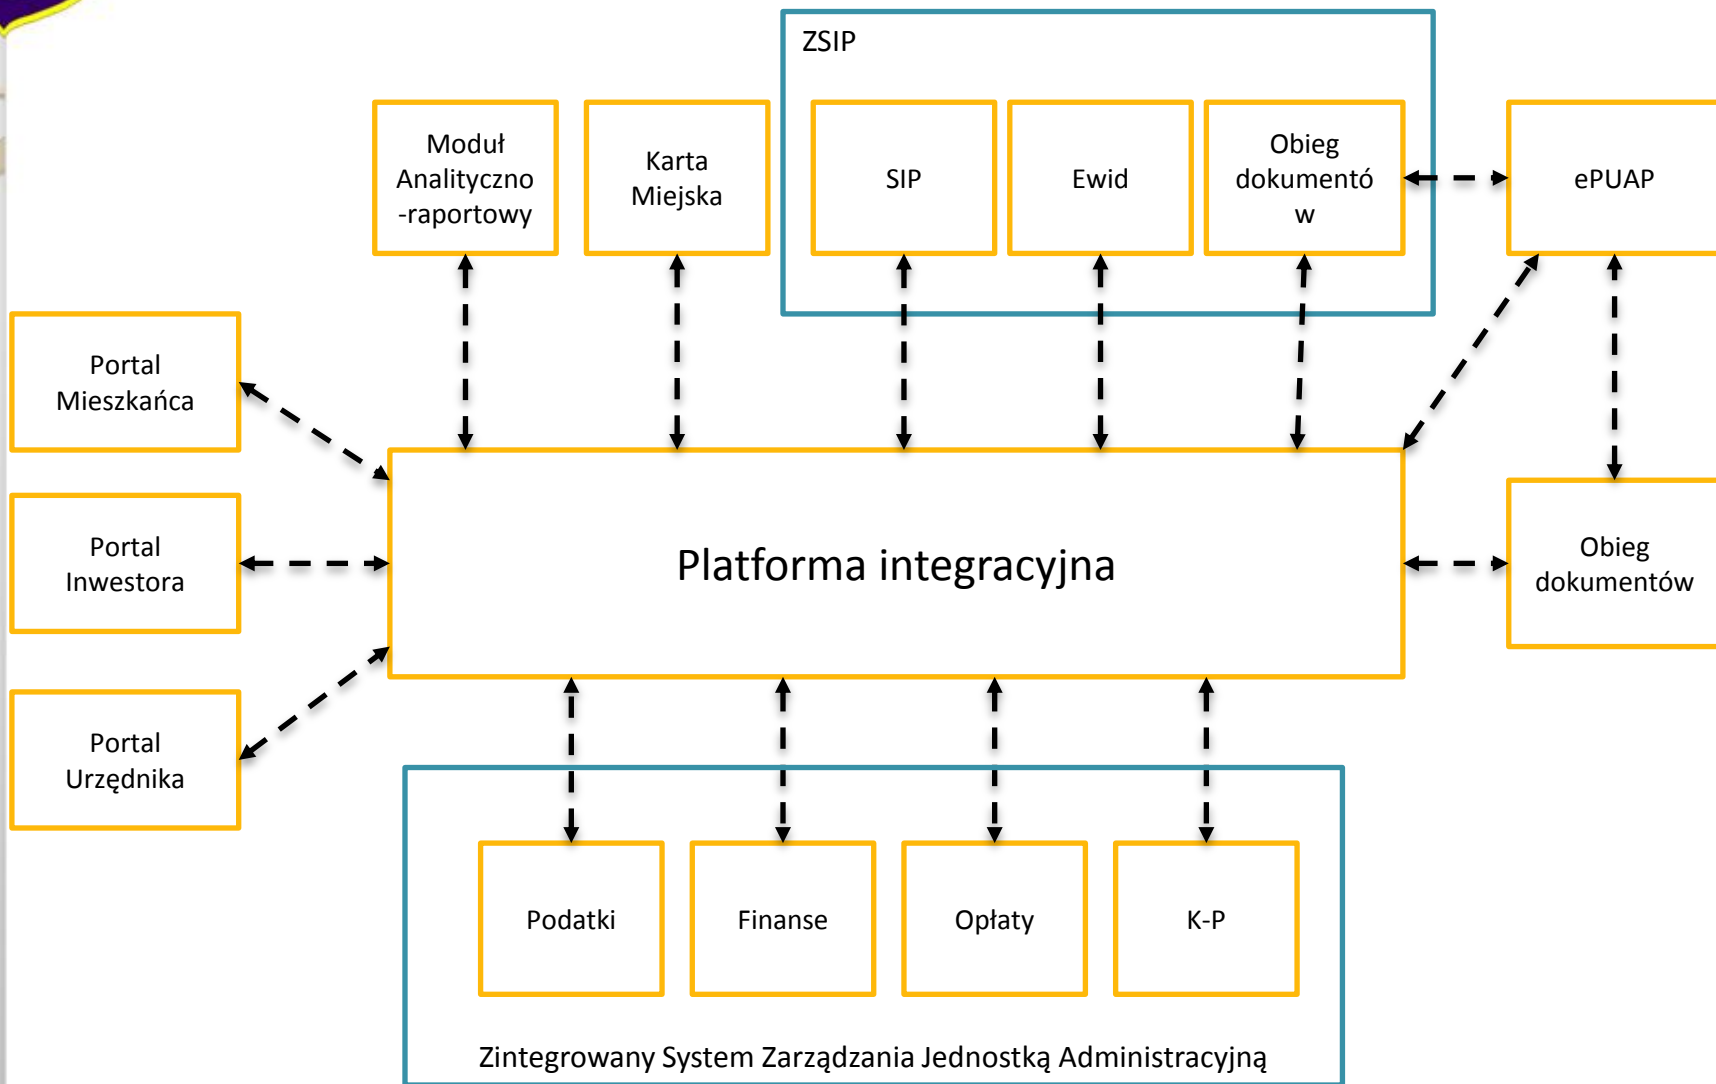 ZSIP
Moduł
Analityczno
-raportowy
Karta
Miejska
SIP
Ewid
Obieg
dokumentó
w
ePUAP
Portal
Mieszkańca
Portal
Inwestora
Platforma integracyjna
Obieg
dokumentów
Portal
Urzędnika
Podatki
Finanse
Opłaty
K-P
Zintegrowany System Zarządzania Jednostką Administracyjną